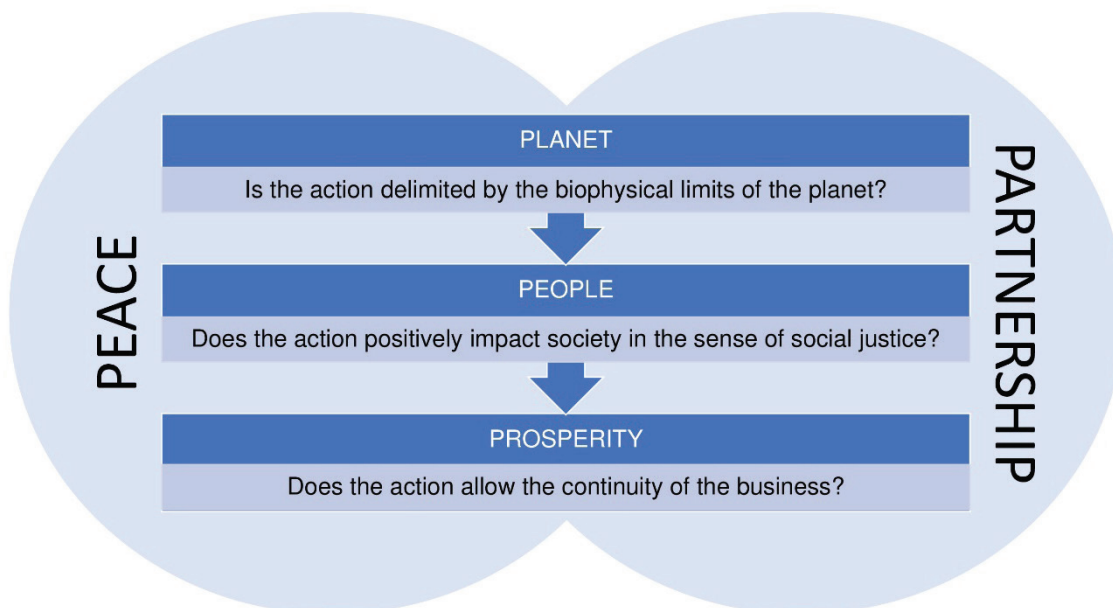 PLANET
Is the action delimited by the biophysical limits of the planet?
PEOPLE
Does the action positively impact society in the sense of social justice?
PROSPERITY
Does the action allow the continuity of the business?
PEACE
PARTNERSHIP